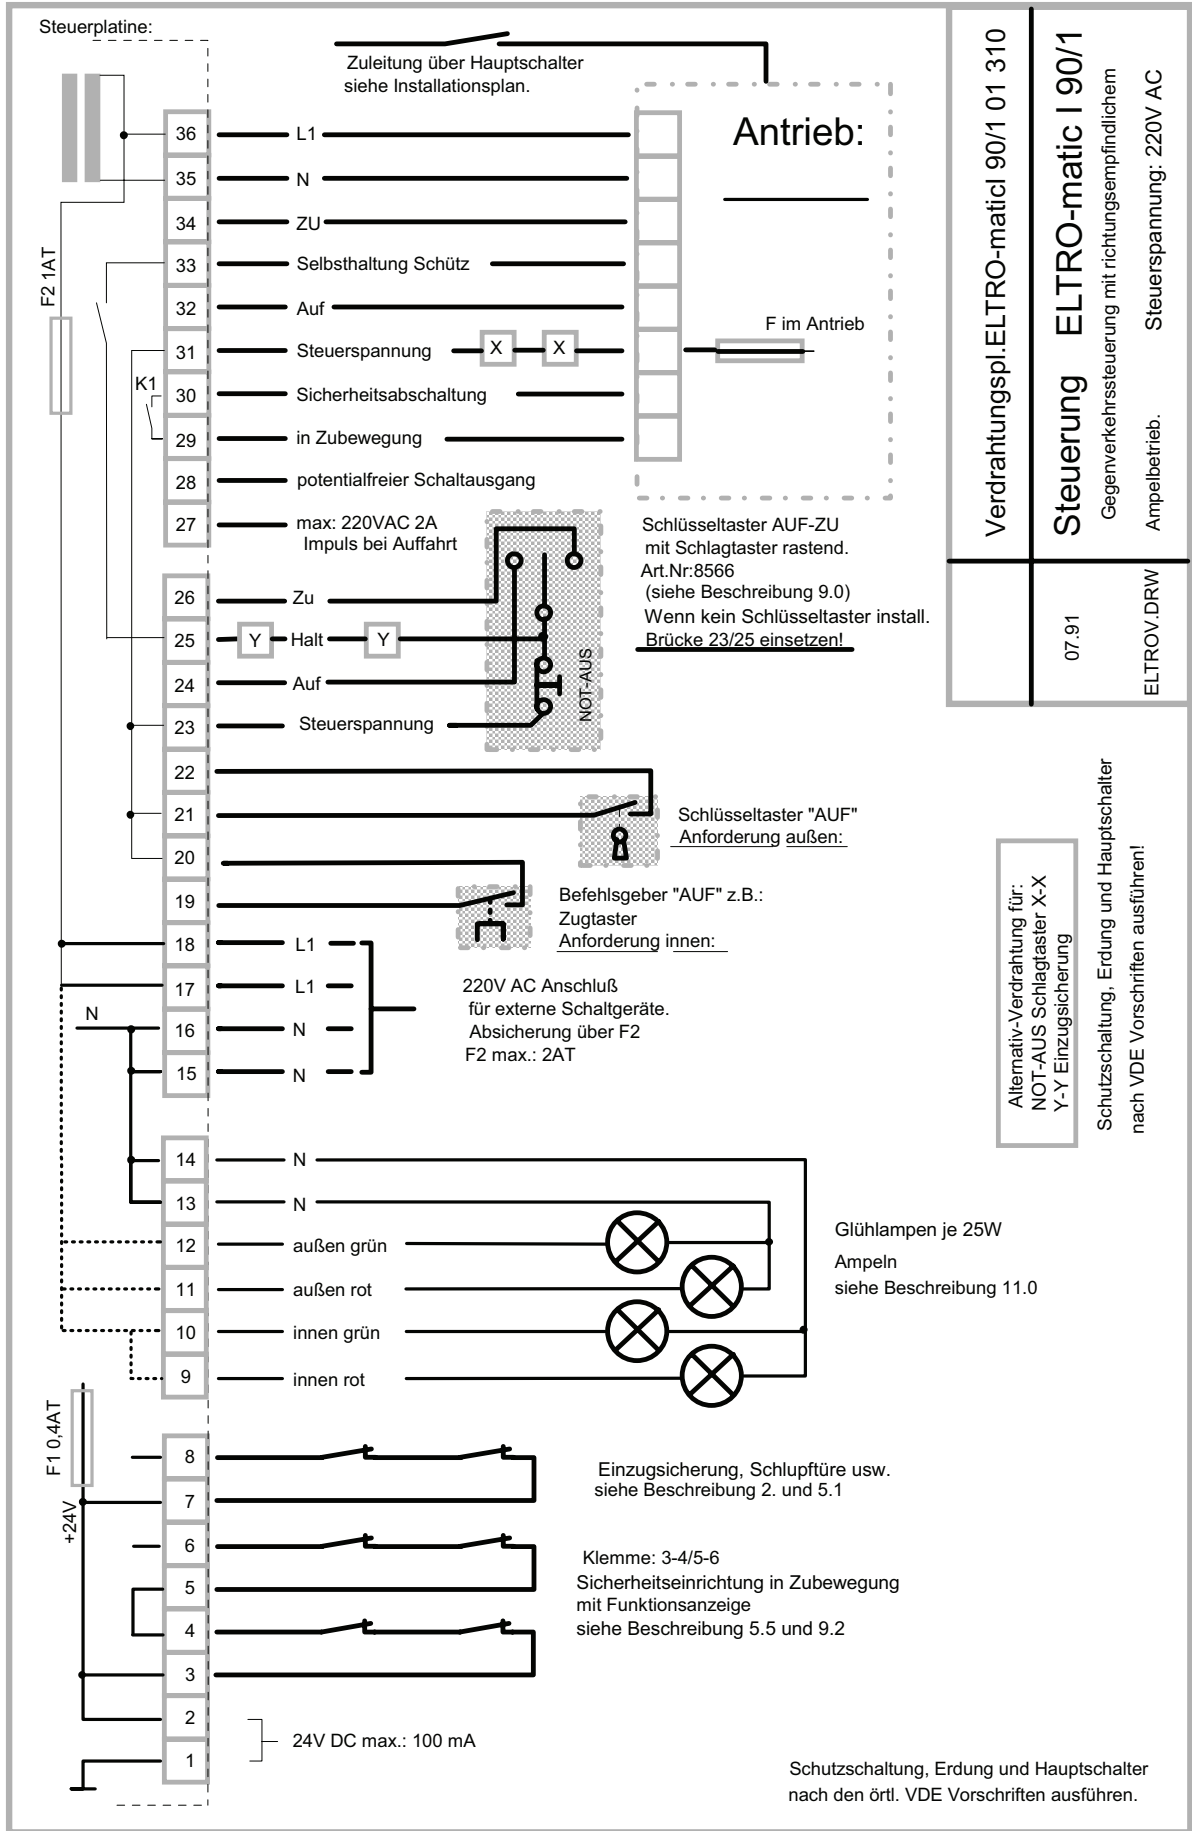 Steuerplatine:
Zuleitung über Hauptschalter
siehe Installationsplan.
Antrieb:
36 L1
35 N
34 ZU
33 Selbsthaltung Schütz
32 Auf
F2 1AT
F im Antrieb
31 Steuerspannung X X
K1
30 Sicherheitsabschaltung
29 in Zubewegung
28 potentialfreier Schaltausgang
27 max: 220VAC 2A
Impuls bei Auffahrt
Schlüsseltaster AUF-ZU
mit Schlagtaster rastend.
Art.Nr:8566
(siehe Beschreibung 9.0)
Wenn kein Schlüsseltaster install.
Brücke 23/25 einsetzen!
26 Zu
25 Y Halt Y
24 Auf
23 Steuerspannung
NOT-AUS
22
21
Schlüsseltaster "AUF"
Anforderung außen:
20
19
Befehlsgeber "AUF" z.B.:
Zugtaster
Anforderung innen:
18 L1
17 L1
N
16 N
15 N
220V AC Anschluß
für externe Schaltgeräte.
Absicherung über F2
F2 max.: 2AT
14 N
13 N
12 außen grün
11 außen rot
10 innen grün
9 innen rot
Glühlampen je 25W
Ampeln
siehe Beschreibung 11.0
F1 0,4AT
+24V
8
7
Einzugsicherung, Schlupftüre usw.
siehe Beschreibung 2. und 5.1
6
5
4
3
Klemme: 3-4/5-6
Sicherheitseinrichtung in Zubewegung
mit Funktionsanzeige
siehe Beschreibung 5.5 und 9.2
2
1
24V DC max.: 100 mA
Schutzschaltung, Erdung und Hauptschalter
nach den örtl. VDE Vorschriften ausführen.
Verdrahtungspl.ELTRO-maticl 90/1 01 310
Steuerung ELTRO-matic I 90/1
Gegenverkehrssteuerung mit richtungsempfindlichem
Ampelbetrieb. Steuerspannung: 220V AC
07.91
ELTROV.DRW
Alternativ-Verdrahtung für:
NOT-AUS Schlagtaster X-X
Y-Y Einzugsicherung
Schutzschaltung, Erdung und Hauptschalter
nach VDE Vorschriften ausführen!